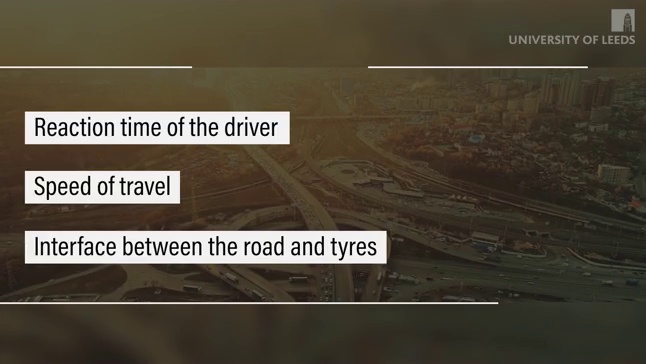 UNIVERSITY OF LEEDS
Reaction time of the driver
Speed of travel
Interface between the road and tyres